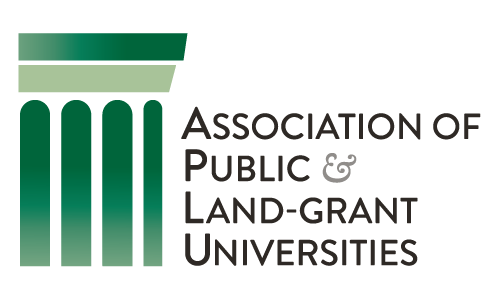 ASSOCIATION OF
PUBLIC &
LAND-GRANT
UNIVERSITIES